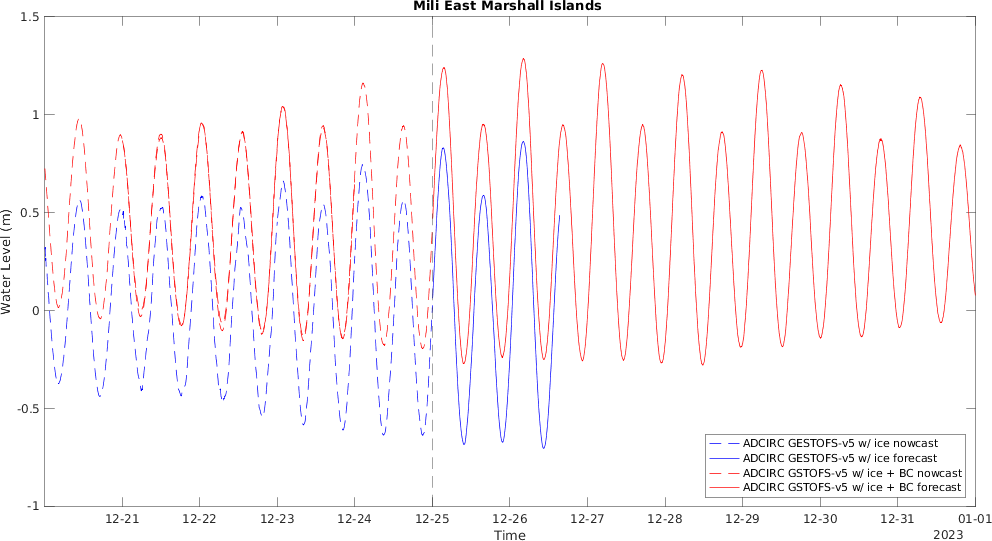 Mili East Marshall Islands
1.5
1
0.5
0
-0.5
-1
Water Level (m)
12-21 12-22 12-23 12-24 12-25 12-26 12-27 12-28 12-29 12-30 12-31 01-01
Time
2023
ADCIRC GESTOFS-v5 w/ ice nowcast
ADCIRC GESTOFS-v5 w/ ice forecast
ADCIRC GSTOFS-v5 w/ ice + BC nowcast
ADCIRC GSTOFS-v5 w/ ice + BC forecast